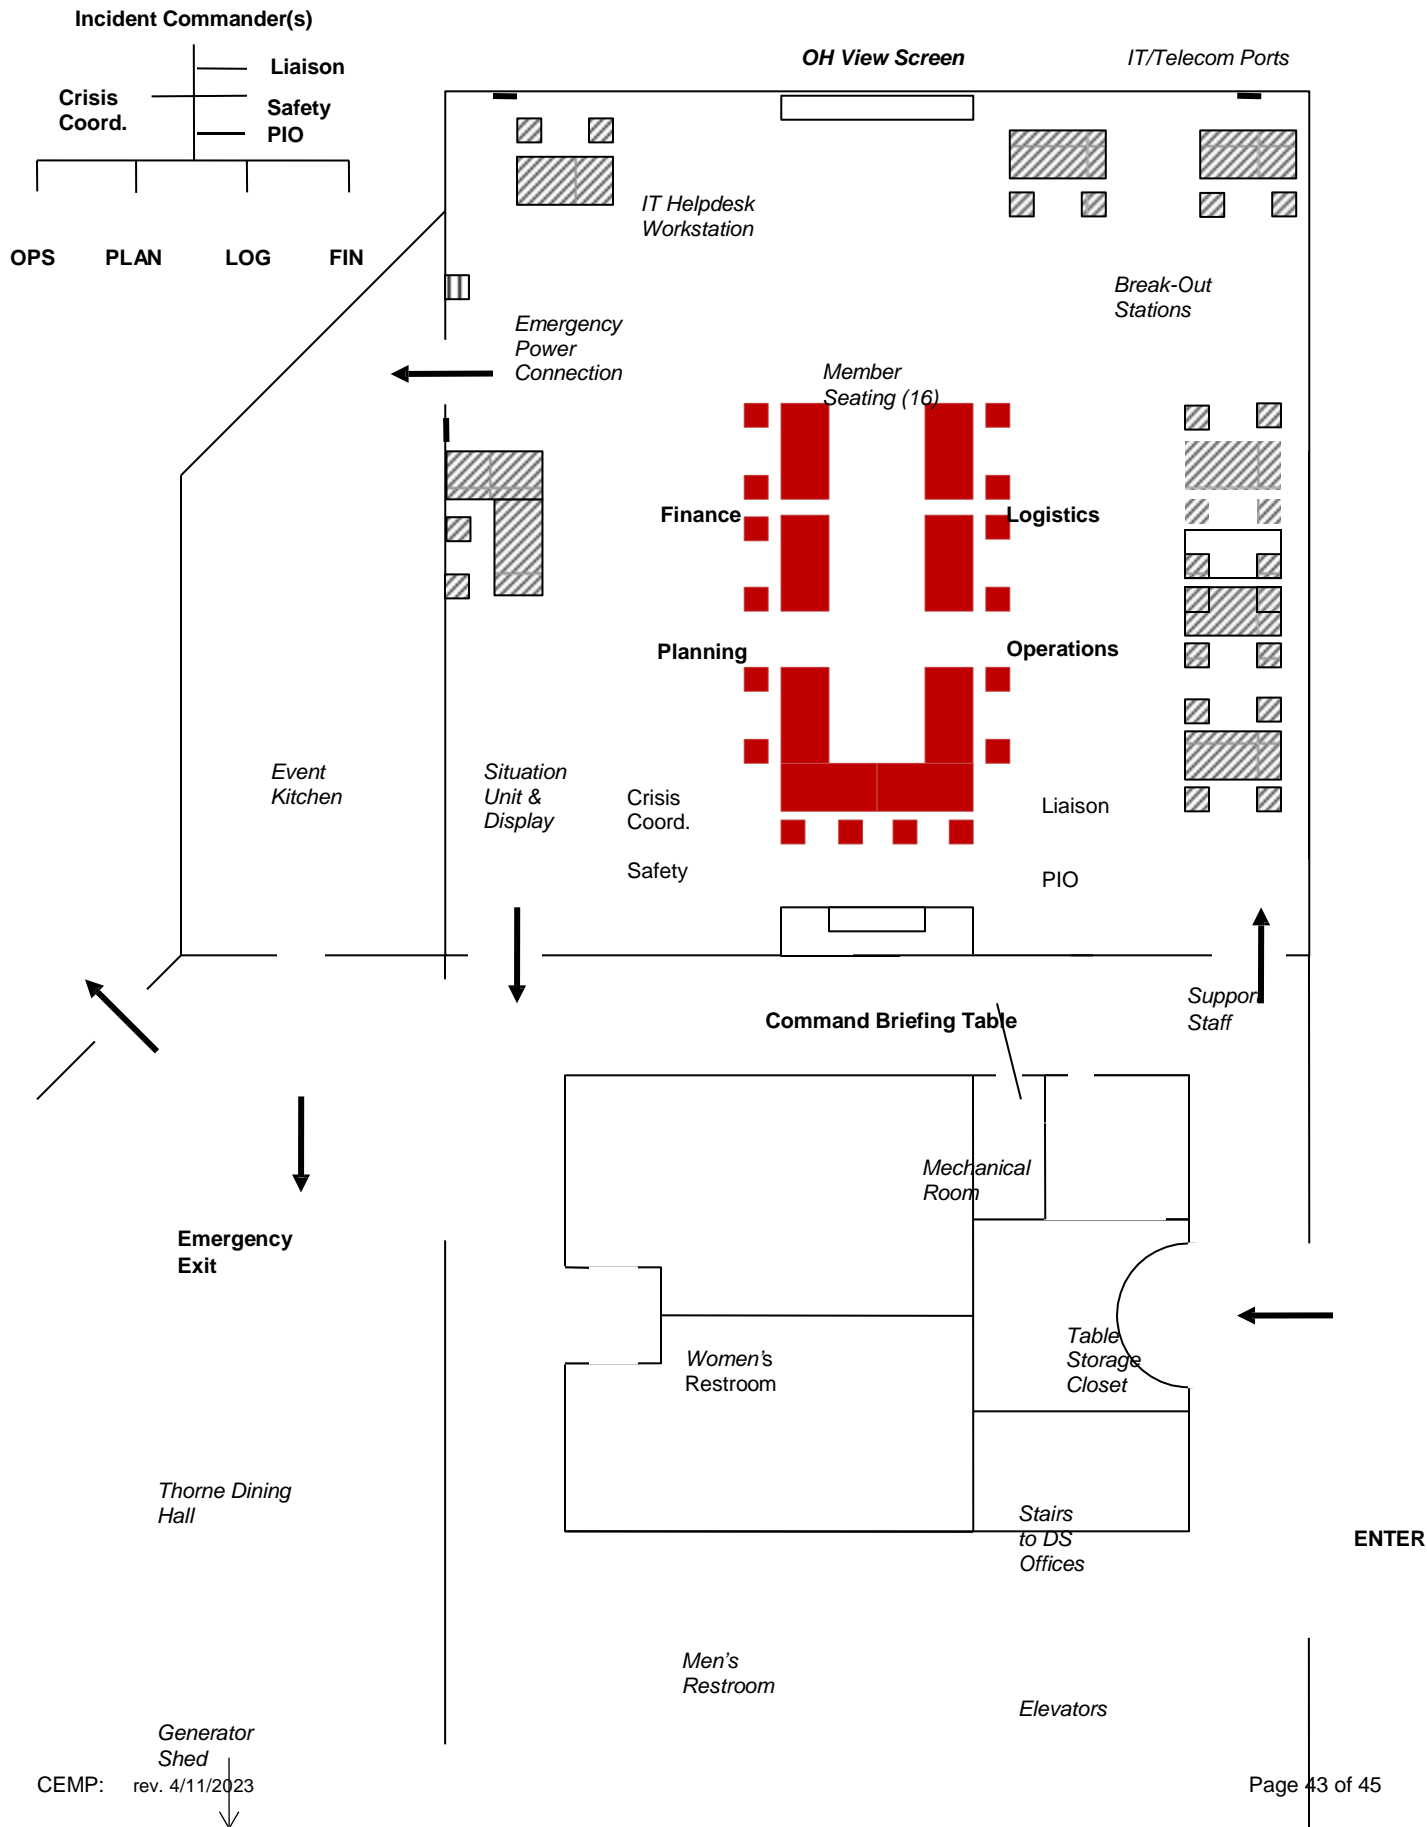 Incident Commander(s)
Liaison
Crisis
Coord.
Safety
PIO
OPS PLAN LOG FIN
OH View Screen
IT/Telecom Ports
IT Helpdesk
Workstation
Break-Out
Stations
Emergency
Power
Connection
Member
Seating (16)
Finance
Logistics
Planning
Operations
Event
Kitchen
Situation
Unit &
Display
Crisis
Coord.
Safety
Liaison
PIO
Support
Staff
Command Briefing Table
Mechanical
Room
Emergency
Exit
Women's
Restroom
Table
Storage
Closet
Thorne Dining
Hall
Stairs
to DS
Offices
ENTER
Men's
Restroom
Elevators
Generator
Shed
CEMP: rev. 4/11/2023
Page 43 of 45